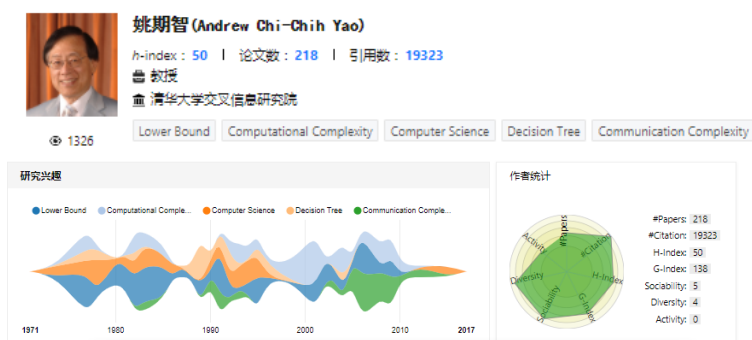 姚期智(Andrew Chi-Chih Yao)
h-index： 50 | 论文数： 218 | 引用数： 19323
教授
清华大学交叉信息研究院
1326
Lower Bound Computational Complexity Computer Science Decision Tree Communication Complexity
研究兴趣
Lower Bound Computational Comple... Computer Science Decision Tree Communication Comple...
1971 1980 1990 2000 2010 2017
作者统计
#Papers
#Citation
H-Index
G-Index
Sociability
Diversity
Activity
#Papers: 218
#Citation: 19323
H-Index: 50
G-Index: 138
Sociability: 5
Diversity: 4
Activity: 0